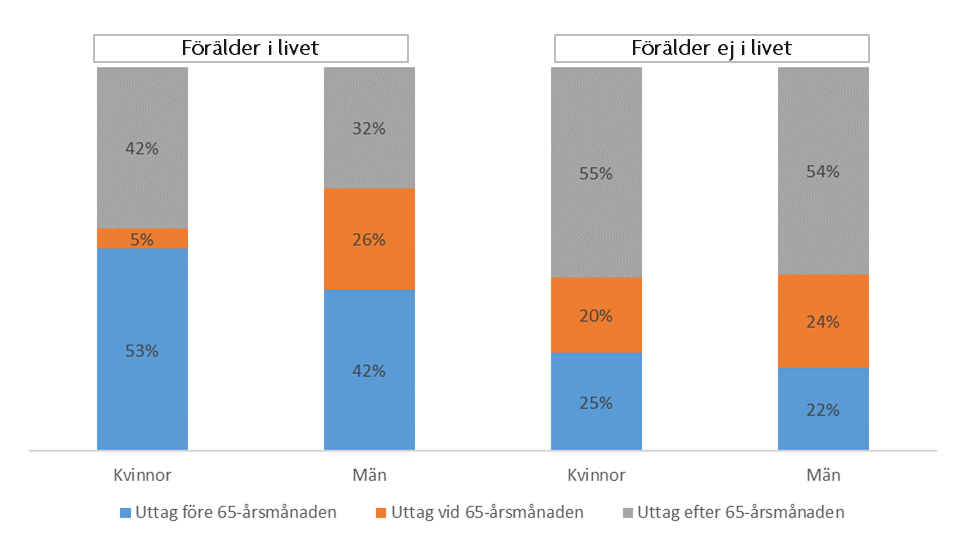 Förälder i livet
Förälder ej i livet
42%
32%
55%
54%
5%
26%
20%
24%
53%
42%
25%
22%
Kvinnor
Män
Kvinnor
Män
Uttag före 65-årsmånaden
Uttag vid 65-årsmånaden
Uttag efter 65-årsmånaden